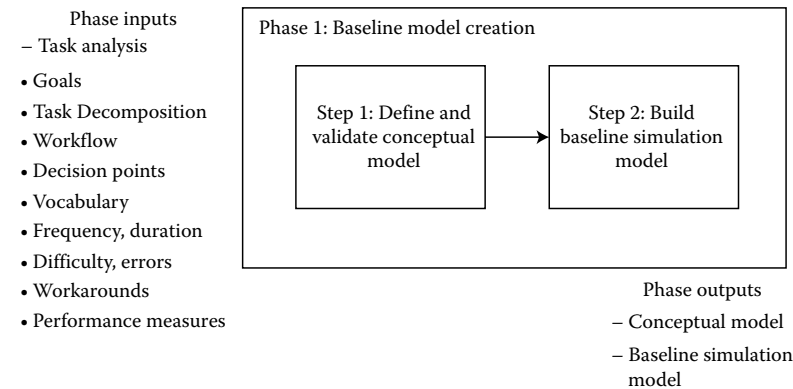 Phase inputs
– Task analysis
• Goals
• Task Decomposition
• Workflow
• Decision points
• Vocabulary
• Frequency, duration
• Difficulty, errors
• Workarounds
• Performance measures
Phase 1: Baseline model creation
Step 1: Define and
validate conceptual
model
Step 2: Build
baseline simulation
model
Phase outputs
– Conceptual model
– Baseline simulation
model